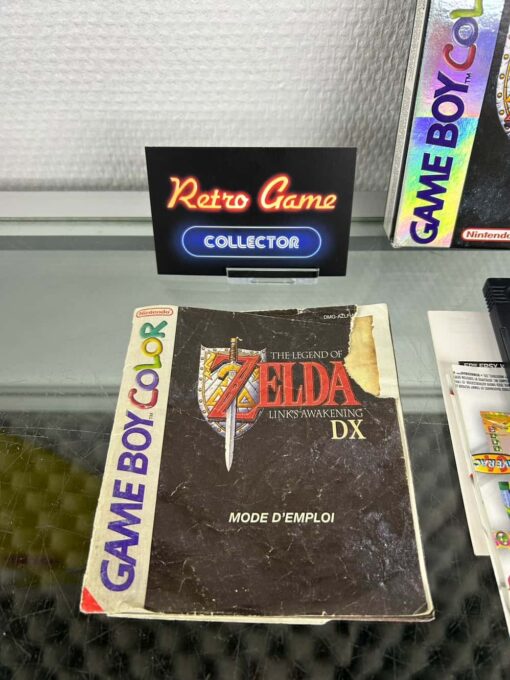 Retro Game
COLLECTOR
GAME BOY COLOR
TM
Nintendo
Nintendo
GAME BOY COLOR
THE LEGEND OF
ZELDA
LINK'S AWAKENING
DX
MODE D'EMPLOI